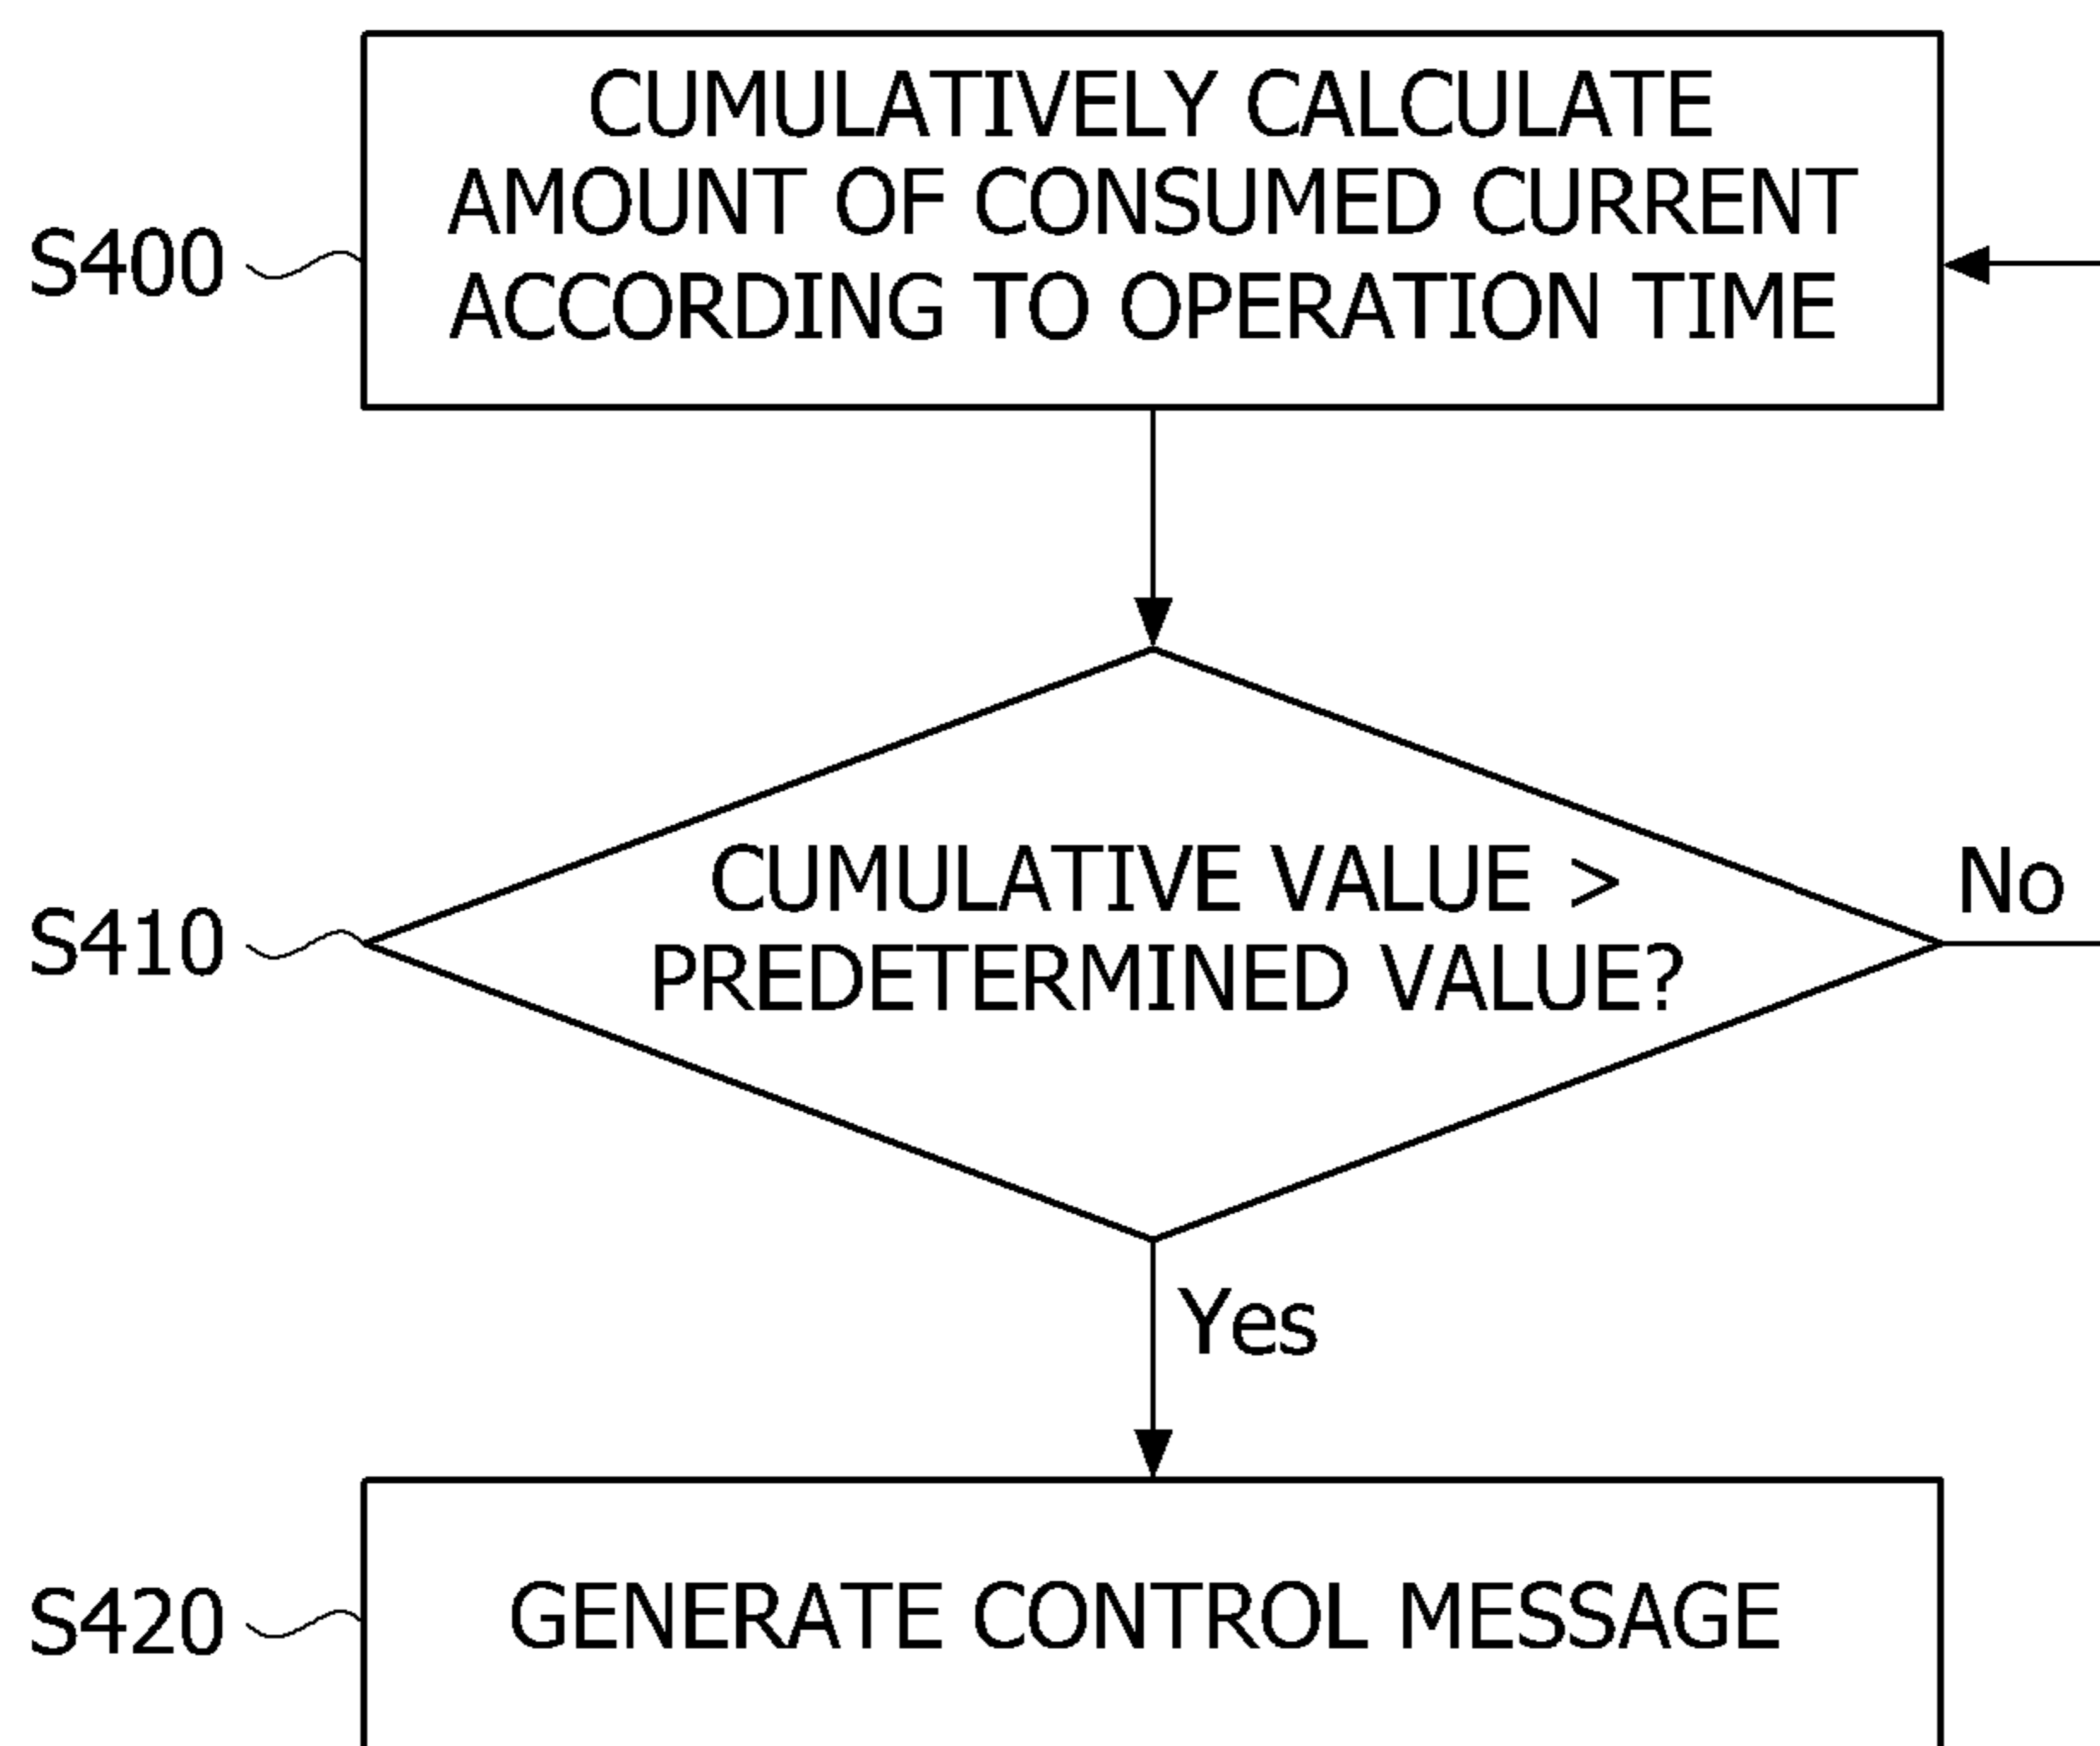 CUMULATIVELY CALCULATE
AMOUNT OF CONSUMED CURRENT
ACCORDING TO OPERATION TIME
S400
CUMULATIVE VALUE >
PREDETERMINED VALUE?
S410
No
Yes
GENERATE CONTROL MESSAGE
S420